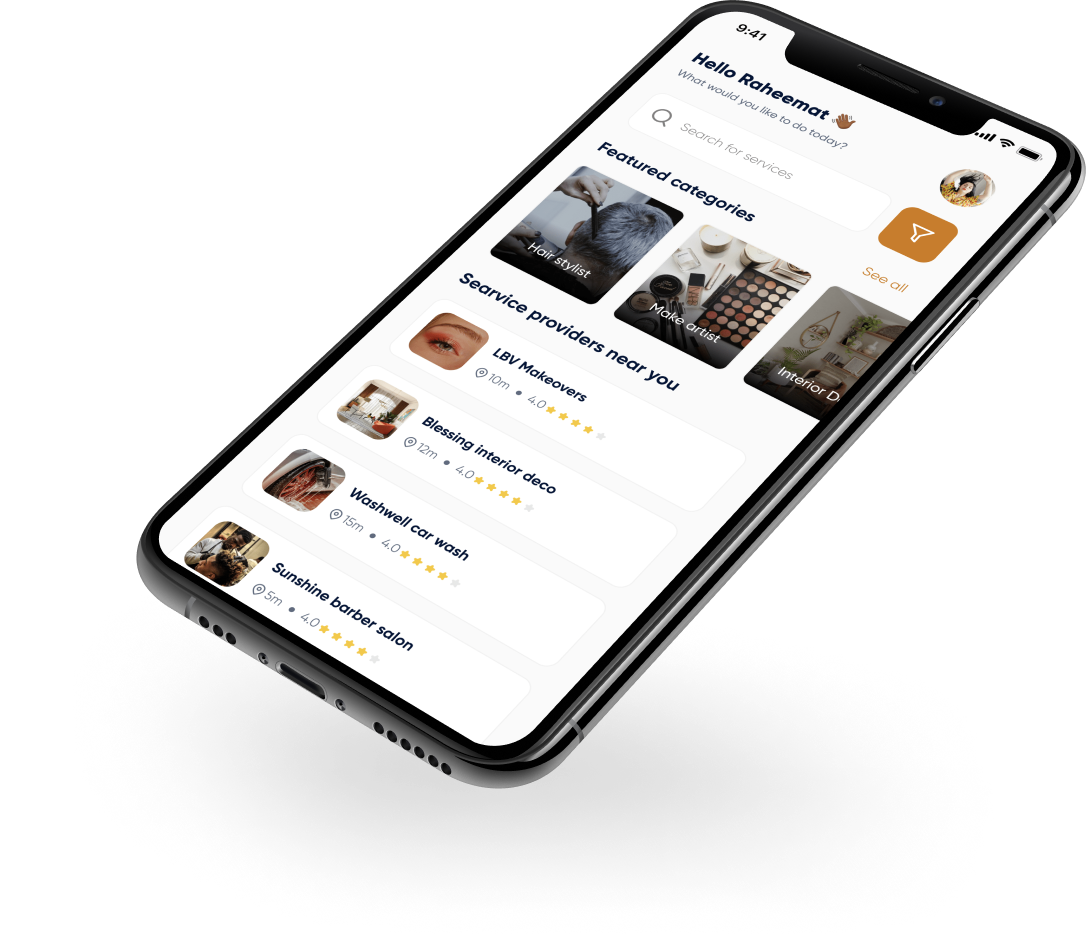 9:41
Hello Raheemat 👋🏾
What would you like to do today?
Search for services
Featured categories
See all
Hair stylist
Make artist
Interior D
Searvice providers near you
LBV Makeovers
10m • 4.0
Blessing interior deco
12m • 4.0
Washwell car wash
15m • 4.0
Sunshine barber salon
5m • 4.0